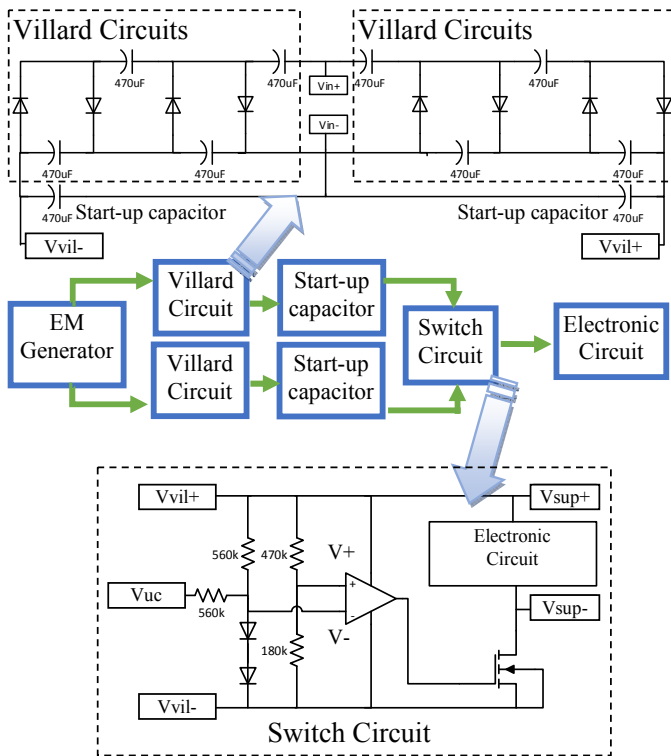 Villard Circuits
Villard Circuits
470uF
470uF
Vin+
470uF
470uF
Vin-
470uF
470uF
470uF
470uF
470uF
Start-up capacitor
Start-up capacitor
470uF
Vvil-
Vvil+
EM
Generator
Villard
Circuit
Start-up
capacitor
Villard
Circuit
Start-up
capacitor
Switch
Circuit
Electronic
Circuit
Vvil+
Vsup+
560k
470k
V+
Electronic
Circuit
Vuc
560k
+
-
V-
Vsup-
180k
Vvil-
Switch Circuit